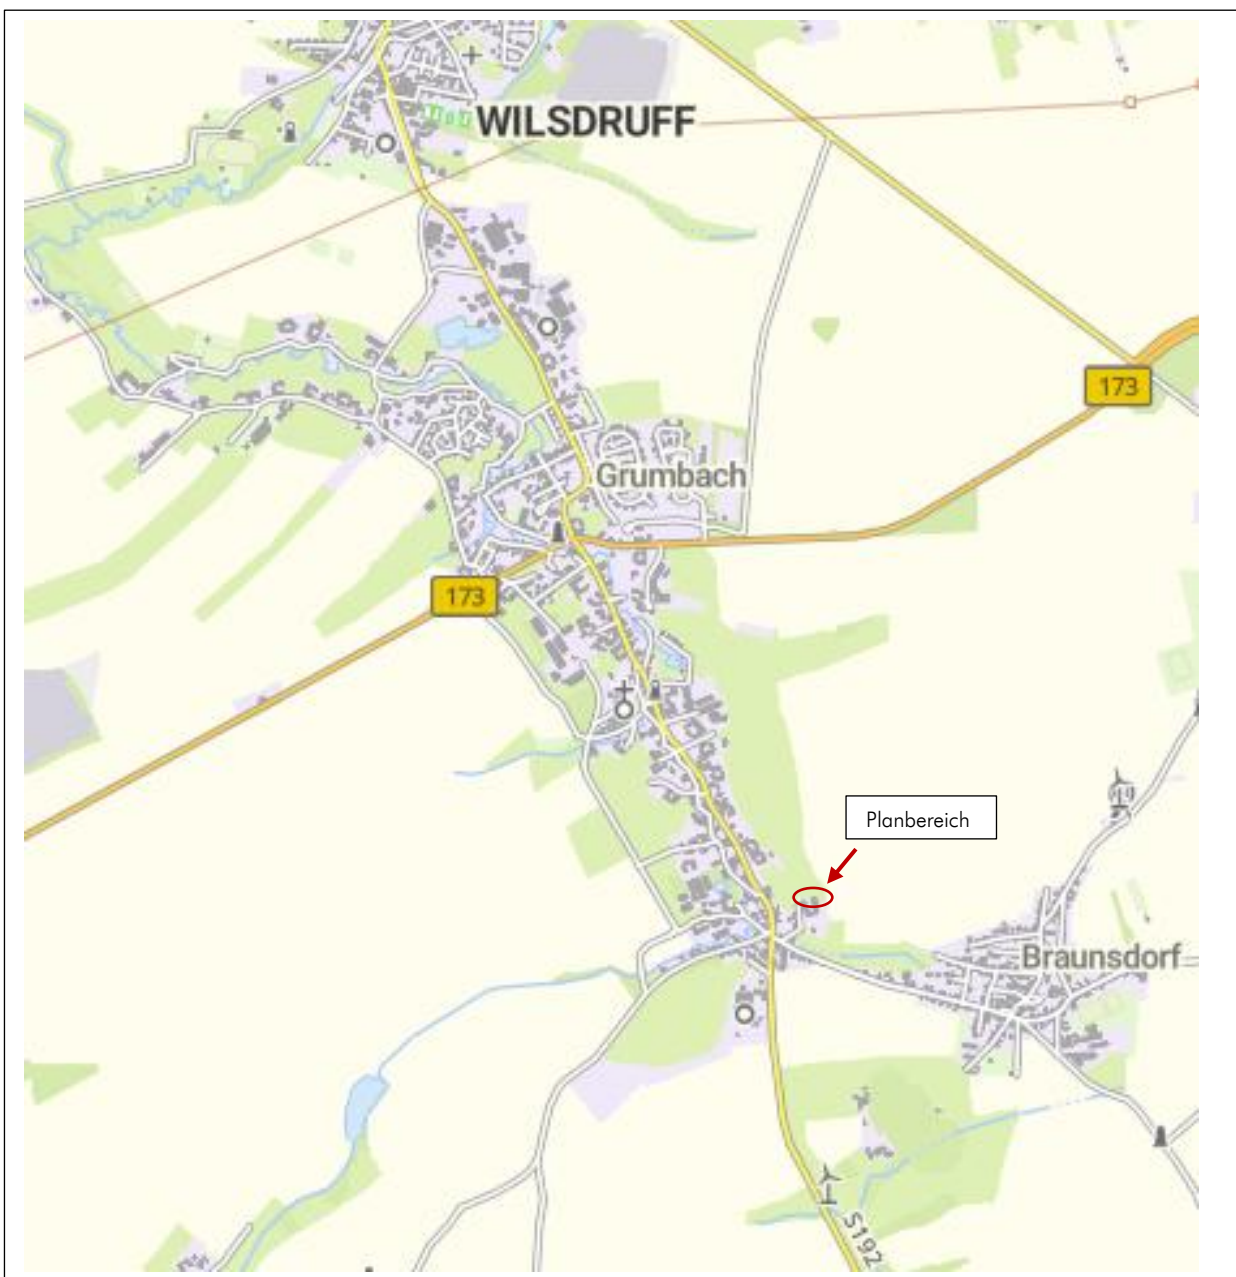 WILSDRUFF
173
Grumbach
173
Planbereich
Braunsdorf
S192